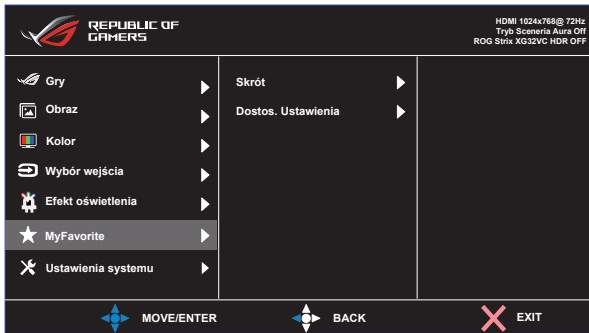 REPUBLIC OF
GAMERS
HDMI 1024x768@ 72Hz
Tryb Sceneria Aura Off
ROG Strix XG32VC HDR OFF
Gry
Obraz
Kolor
Wybór wejścia
Efekt oświetlenia
MyFavorite
Ustawienia systemu
Skrót
Dostos. Ustawienia
MOVE/ENTER
BACK
EXIT